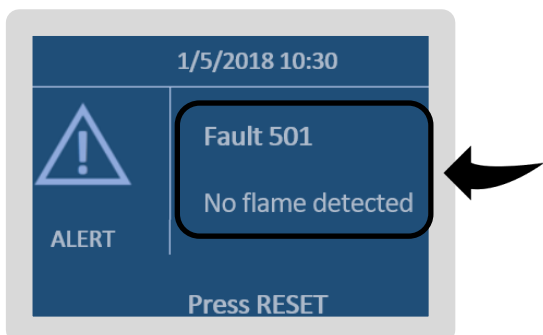 1/5/2018 10:30
Fault 501
No flame detected
ALERT
Press RESET